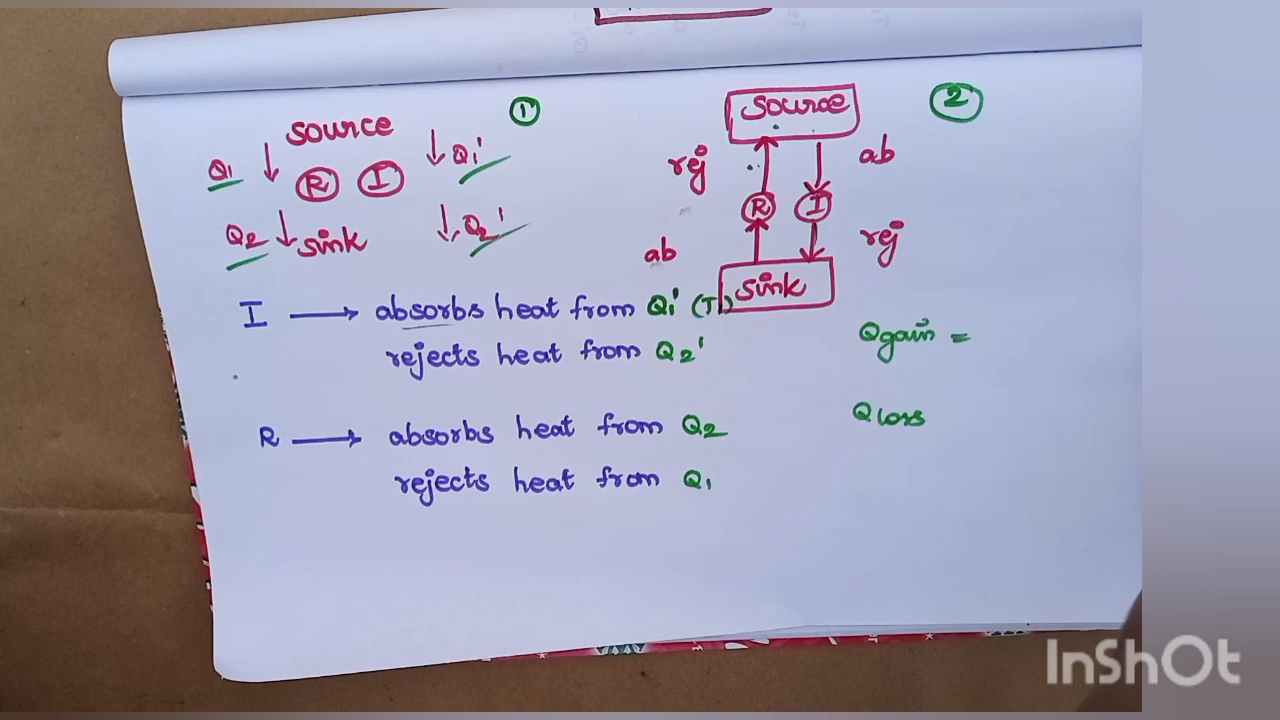 ①
source
Q1 ↓ R I ↓ Q1'
Q2 ↓ sink ↓ Q2'
②
source
rej ab
R I
ab rej
sink
I ⟶ absorbs heat from Q1' (T1)
rejects heat from Q2'
R ⟶ absorbs heat from Q2
rejects heat from Q1
Qgain =
Qloss
InShOt